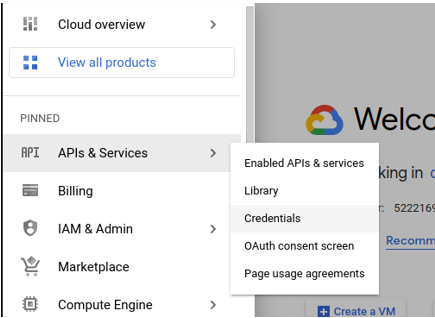 Cloud overview
View all products
PINNED
API APIs & Services
Billing
IAM & Admin
Marketplace
Compute Engine
Enabled APIs & services
Library
Credentials
OAuth consent screen
Page usage agreements
Welco
king in
r: 522216
Recomm
Create a VM